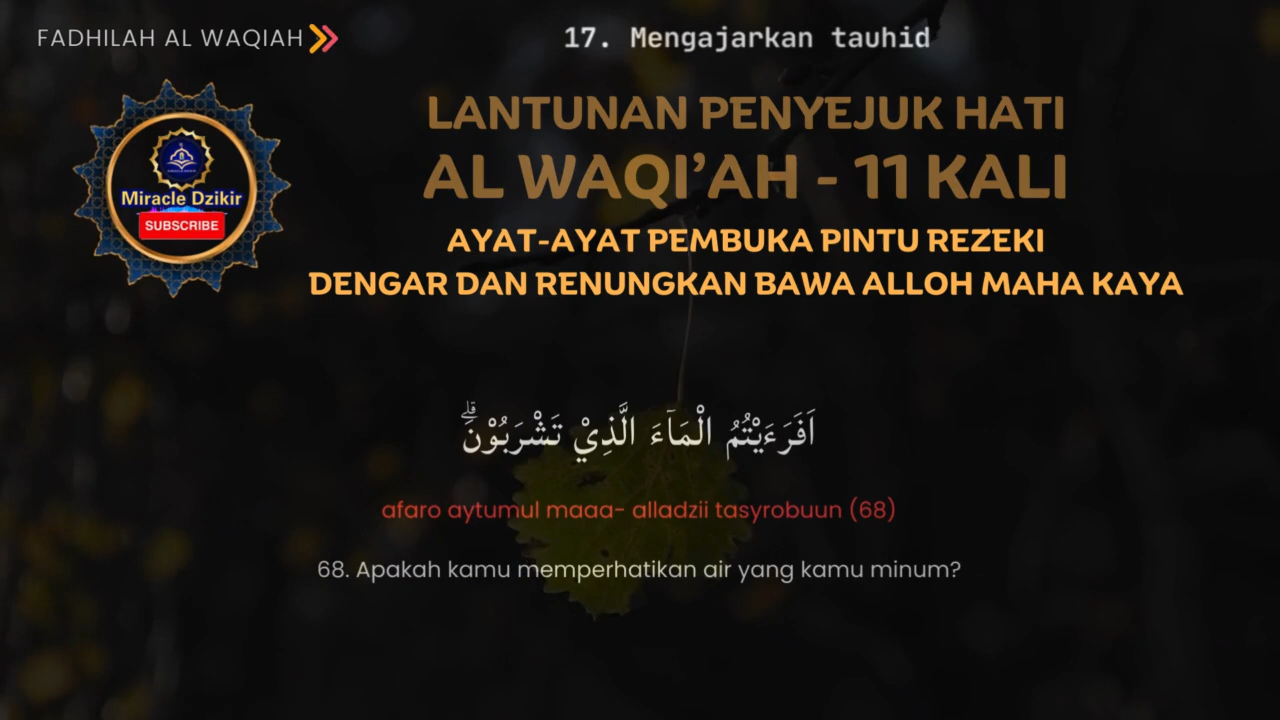 FADHILAH AL WAQIAH
17. Mengajarkan tauhid
Miracle Dzikir
SUBSCRIBE
LANTUNAN PENYEJUK HATI
AL WAQI’AH - 11 KALI
AYAT-AYAT PEMBUKA PINTU REZEKI
DENGAR DAN RENUNGKAN BAWA ALLOH MAHA KAYA
اَفَرَءَيْتُمُ الْمَاۤءَ الَّذِيْ تَشْرَبُوْنَۗ
afaro aytumul maaa- alladzii tasyrobuun (68)
68. Apakah kamu memperhatikan air yang kamu minum?